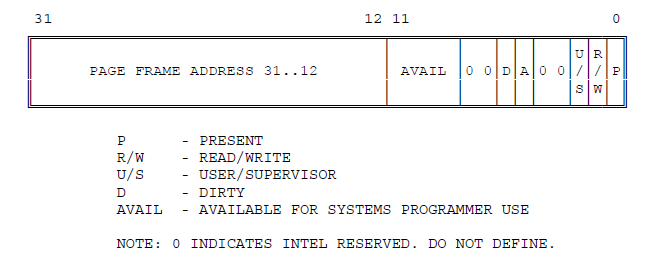 31 12 11 0
PAGE FRAME ADDRESS 31..12 AVAIL 0 0 D A 0 0 U/S R/W P
P - PRESENT
R/W - READ/WRITE
U/S - USER/SUPERVISOR
D - DIRTY
AVAIL - AVAILABLE FOR SYSTEMS PROGRAMMER USE
NOTE: 0 INDICATES INTEL RESERVED. DO NOT DEFINE.